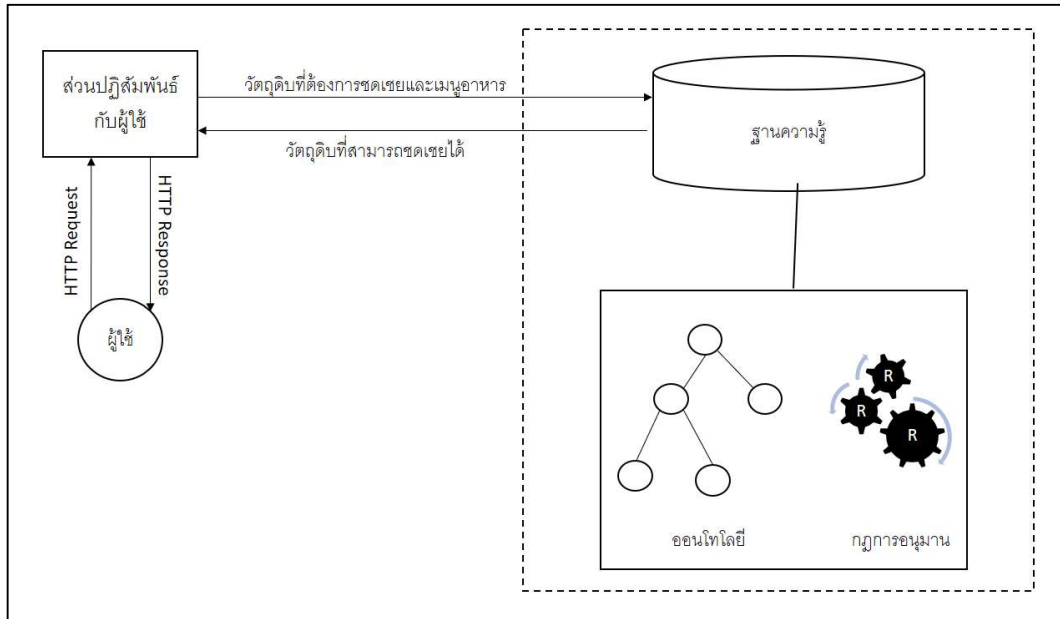 ส่วนปฏิสัมพันธ์
กับผู้ใช้
วัตถุดิบที่ต้องการชดเชยและเมนูอาหาร
วัตถุดิบที่สามารถชดเชยได้
ฐานความรู้
HTTP Request
HTTP Response
ผู้ใช้
R
R
R
ออนโทโลยี่
กฎการอนุมาน